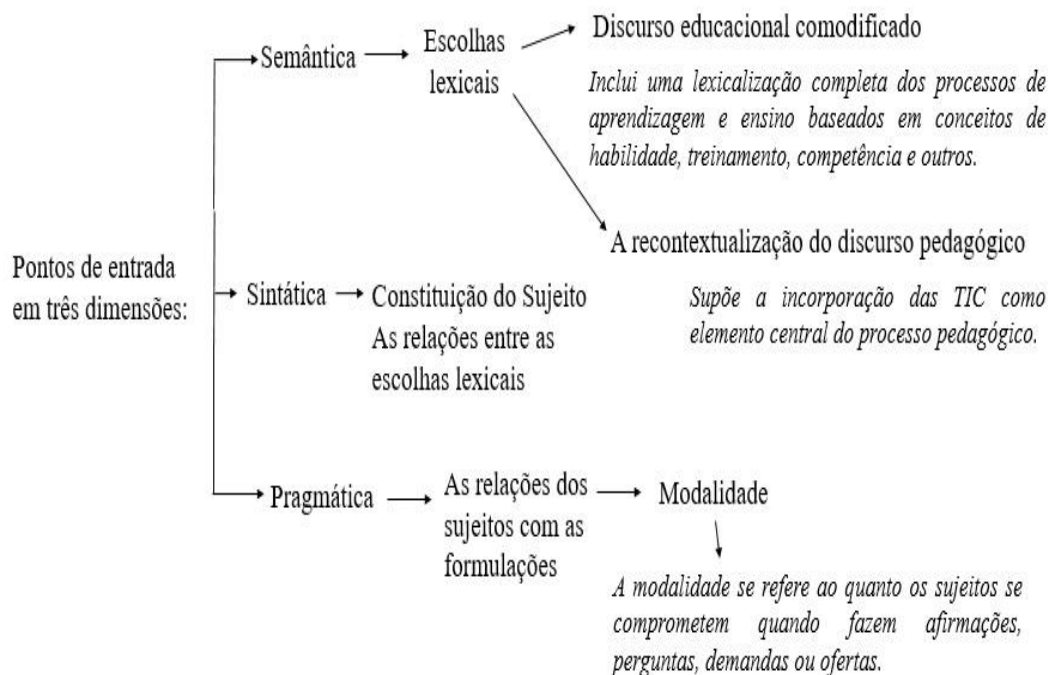 Pontos de entrada
em três dimensões:
Semântica
Escolhas
lexicais
Discurso educacional comodificado
Inclui uma lexicalização completa dos processos de
aprendizagem e ensino baseados em conceitos de
habilidade, treinamento, competência e outros.
A recontextualização do discurso pedagógico
Supõe a incorporação das TIC como
elemento central do processo pedagógico.
Sintática
Constituição do Sujeito
As relações entre as
escolhas lexicais
Pragmática
As relações dos
sujeitos com as
formulações
Modalidade
A modalidade se refere ao quanto os sujeitos se
comprometem quando fazem afirmações,
perguntas, demandas ou ofertas.